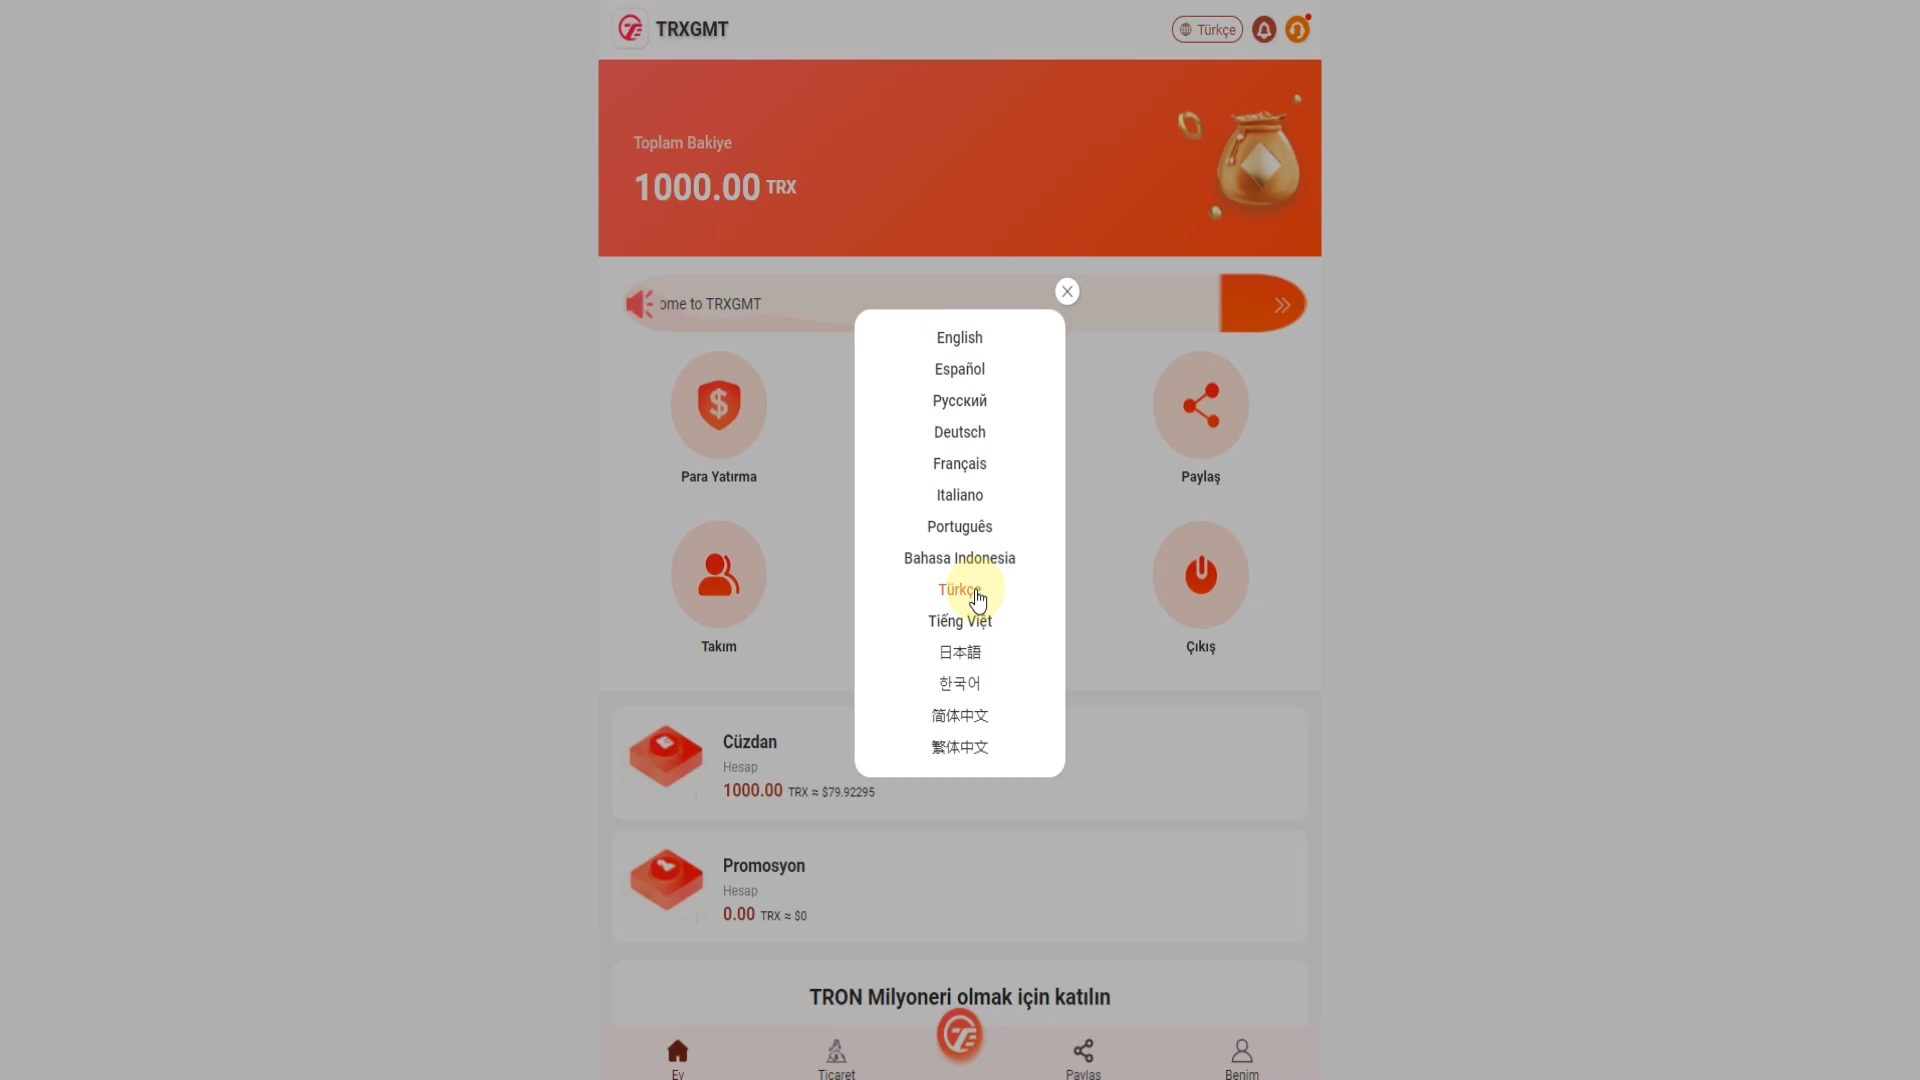 TRXGMT
Türkçe
Toplam Bakiye
1000.00 TRX
ome to TRXGMT
English
Español
Русский
Deutsch
Français
Italiano
Português
Bahasa Indonesia
Türkçe
Tiếng Việt
日本語
한국어
简体中文
繁体中文
Para Yatırma
Paylaş
Takım
Çıkış
Cüzdan
Hesap
1000.00 TRX ≈ $79.92295
Promosyon
Hesap
0.00 TRX ≈ $0
TRON Milyoneri olmak için katılın
Ev
Ticaret
Paylaş
Benim